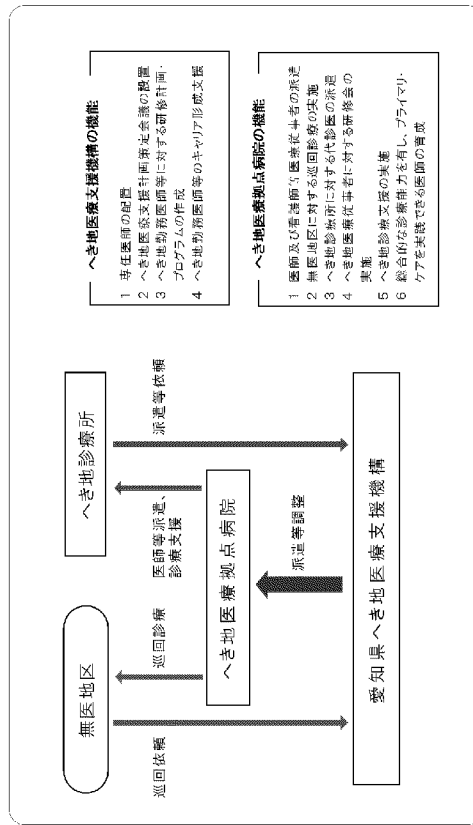 無医地区
へき地診療所
巡回依頼
巡回診療
医師等派遣、
診療支援
派遣等依頼
へき地医療拠点病院
派遣等調整
愛知県へき地医療支援機構
へき地医療支援機構の機能
1 専任医師の配置
2 へき地医療支援計画策定会議の設置
3 へき地勤務医師等に対する研修計画・
プログラムの作成
4 へき地勤務医師等のキャリア形成支援
へき地医療拠点病院の機能
1 医師及び看護師等医療従事者の派遣
2 無医地区に対する巡回診療の実施
3 へき地診療所に対する代診医の派遣
4 へき地医療従事者に対する研修会の
実施
5 へき地診療支援の実施
6 総合的な診療能力を有し、プライマリ・
ケアを実践できる医師の育成